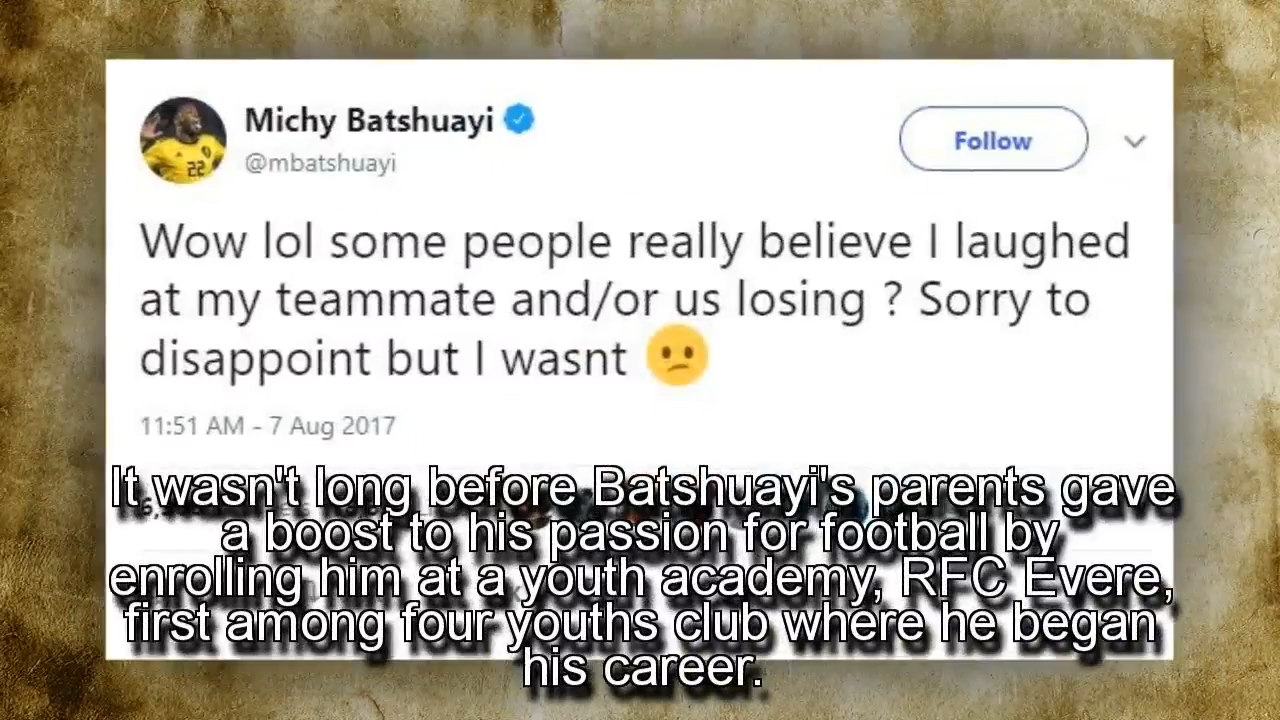 Michy Batshuayi
@mbatshuayi
Follow
22
Wow lol some people really believe I laughed
at my teammate and/or us losing ? Sorry to
disappoint but I wasnt 😕
11:51 AM - 7 Aug 2017
It wasn't long before Batshuayi's parents gave
a boost to his passion for football by
enrolling him at a youth academy, RFC Evere,
first among four youths club where he began
his career.